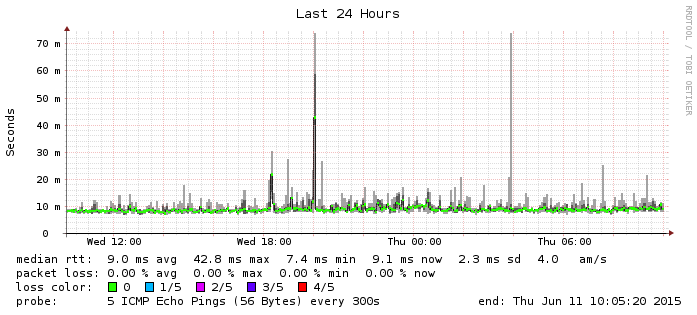 Last 24 Hours
RRDTOOL / TOBI OETIKER
Seconds
70 m
60 m
50 m
40 m
30 m
20 m
10 m
0
Wed 12:00 Wed 18:00 Thu 00:00 Thu 06:00
median rtt: 9.0 ms avg 42.8 ms max 7.4 ms min 9.1 ms now 2.3 ms sd 4.0 am/s
packet loss: 0.00 % avg 0.00 % max 0.00 % min 0.00 % now
loss color: 0 1/5 2/5 3/5 4/5
probe: 5 ICMP Echo Pings (56 Bytes) every 300s end: Thu Jun 11 10:05:20 2015